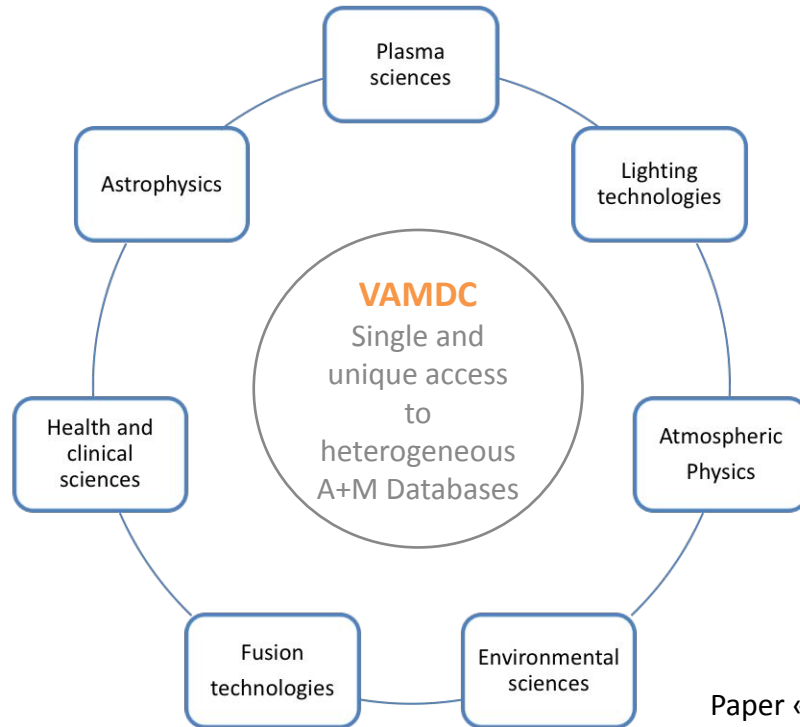 Plasma
sciences
Astrophysics
Lighting
technologies
VAMDC
Single and
unique access
to
heterogeneous
A+M Databases
Health and
clinical
sciences
Atmospheric
Physics
Fusion
technologies
Environmental
sciences
Paper «